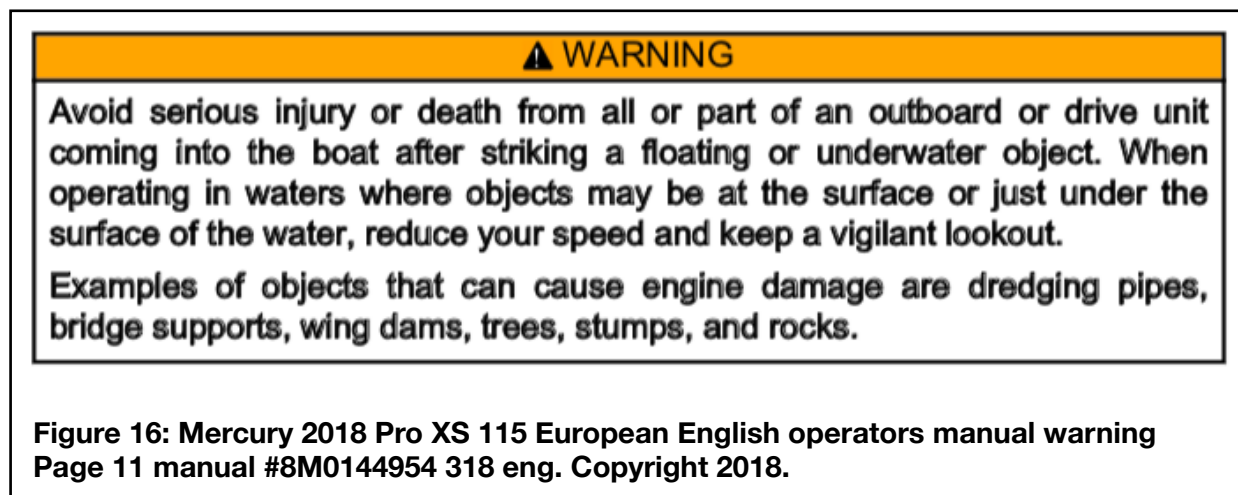 ⚠ WARNING
Avoid serious injury or death from all or part of an outboard or drive unit
coming into the boat after striking a floating or underwater object. When
operating in waters where objects may be at the surface or just under the
surface of the water, reduce your speed and keep a vigilant lookout.
Examples of objects that can cause engine damage are dredging pipes,
bridge supports, wing dams, trees, stumps, and rocks.
Figure 16: Mercury 2018 Pro XS 115 European English operators manual warning
Page 11 manual #8M0144954 318 eng. Copyright 2018.